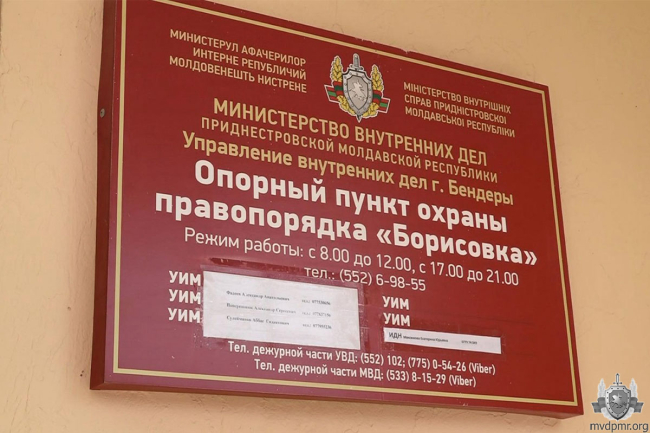 МИНИСТЕРУЛ АФАЧЕРИЛОР
ИНТЕРНЕ РЕПУБЛИЧИЙ
МОЛДОВЕНЕШТЬ НИСТРЕНЕ
МІНІСТЕРСТВО ВНУТРІШНІХ
СПРАВ ПРИДНІСТРОВСКОЇ
МОЛДАВСЬКОЇ РЕСПУБЛІКИ
МИНИСТЕРСТВО ВНУТРЕННИХ ДЕЛ
ПРИДНЕСТРОВСКОЙ МОЛДАВСКОЙ РЕСПУБЛИКИ
Управление внутренних дел г. Бендеры
Опорный пункт охраны
правопорядка «Борисовка»
Режим работы: с 8.00 до 12.00, с 17.00 до 21.00
тел.: (552) 6-98-55
УИМ
УИМ
УИМ
УИМ
УИМ
ИДН
Тел. дежурной части УВД: (552) 102; (775) 0-54-26 (Viber)
Тел. дежурной части МВД: (533) 8-15-29 (Viber)
mvdpmr.org